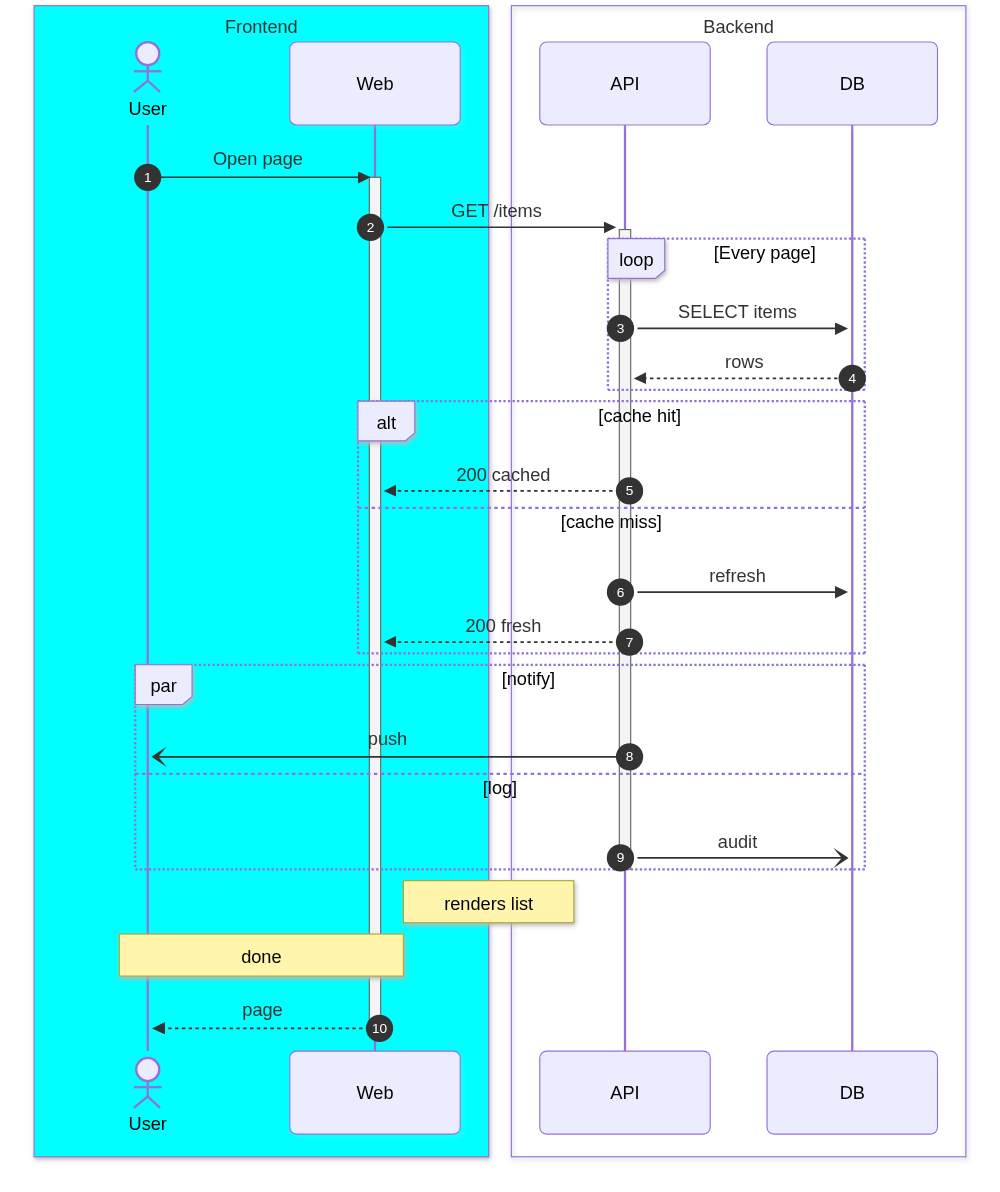 Frontend
Backend
User
Web
API
DB
Open page
1
GET /items
2
loop
[Every page]
SELECT items
3
rows
4
alt
[cache hit]
200 cached
5
[cache miss]
refresh
6
200 fresh
7
par
[notify]
push
8
[log]
audit
9
renders list
done
page
10
User
Web
API
DB